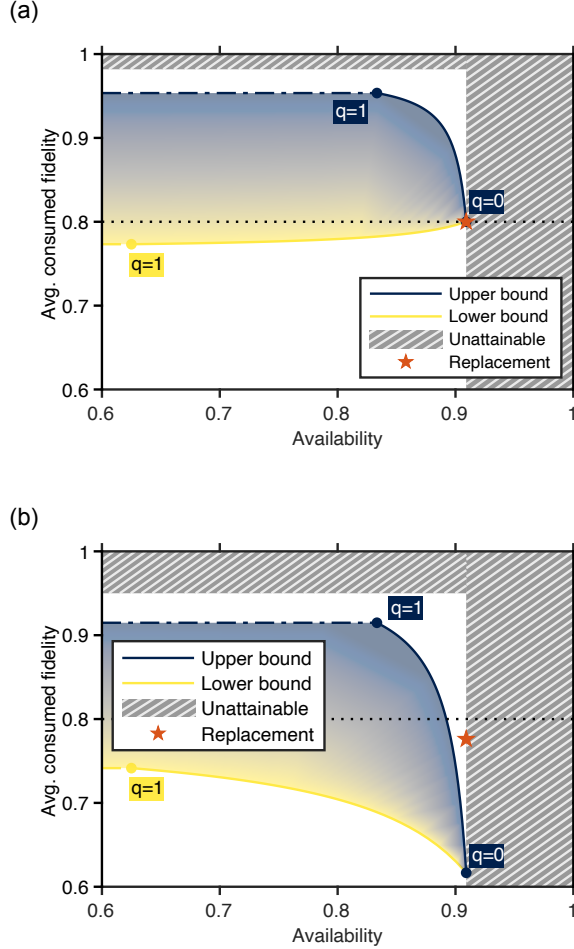 (a)
1
0.9
0.8
0.7
0.6
Avg. consumed fidelity
q=1
q=0
q=1
Upper bound
Lower bound
Unattainable
Replacement
0.6
0.7
0.8
0.9
1
Availability
(b)
1
0.9
0.8
0.7
0.6
Avg. consumed fidelity
q=1
Upper bound
Lower bound
Unattainable
Replacement
q=1
q=0
0.6
0.7
0.8
0.9
1
Availability